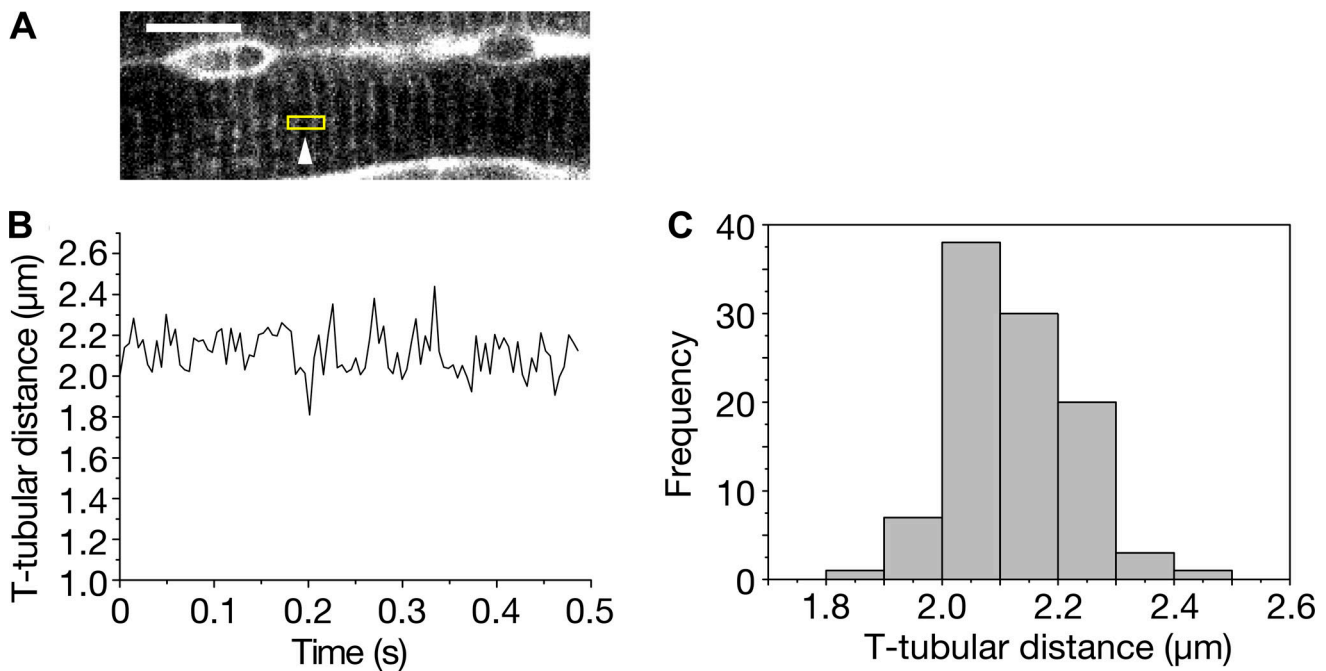 A
B
T-tubular distance (µm)
2.6
2.4
2.2
2.0
1.8
1.6
1.4
1.2
1.0
0 0.1 0.2 0.3 0.4 0.5
Time (s)
C
Frequency
40
30
20
10
0
1.8 2.0 2.2 2.4 2.6
T-tubular distance (µm)